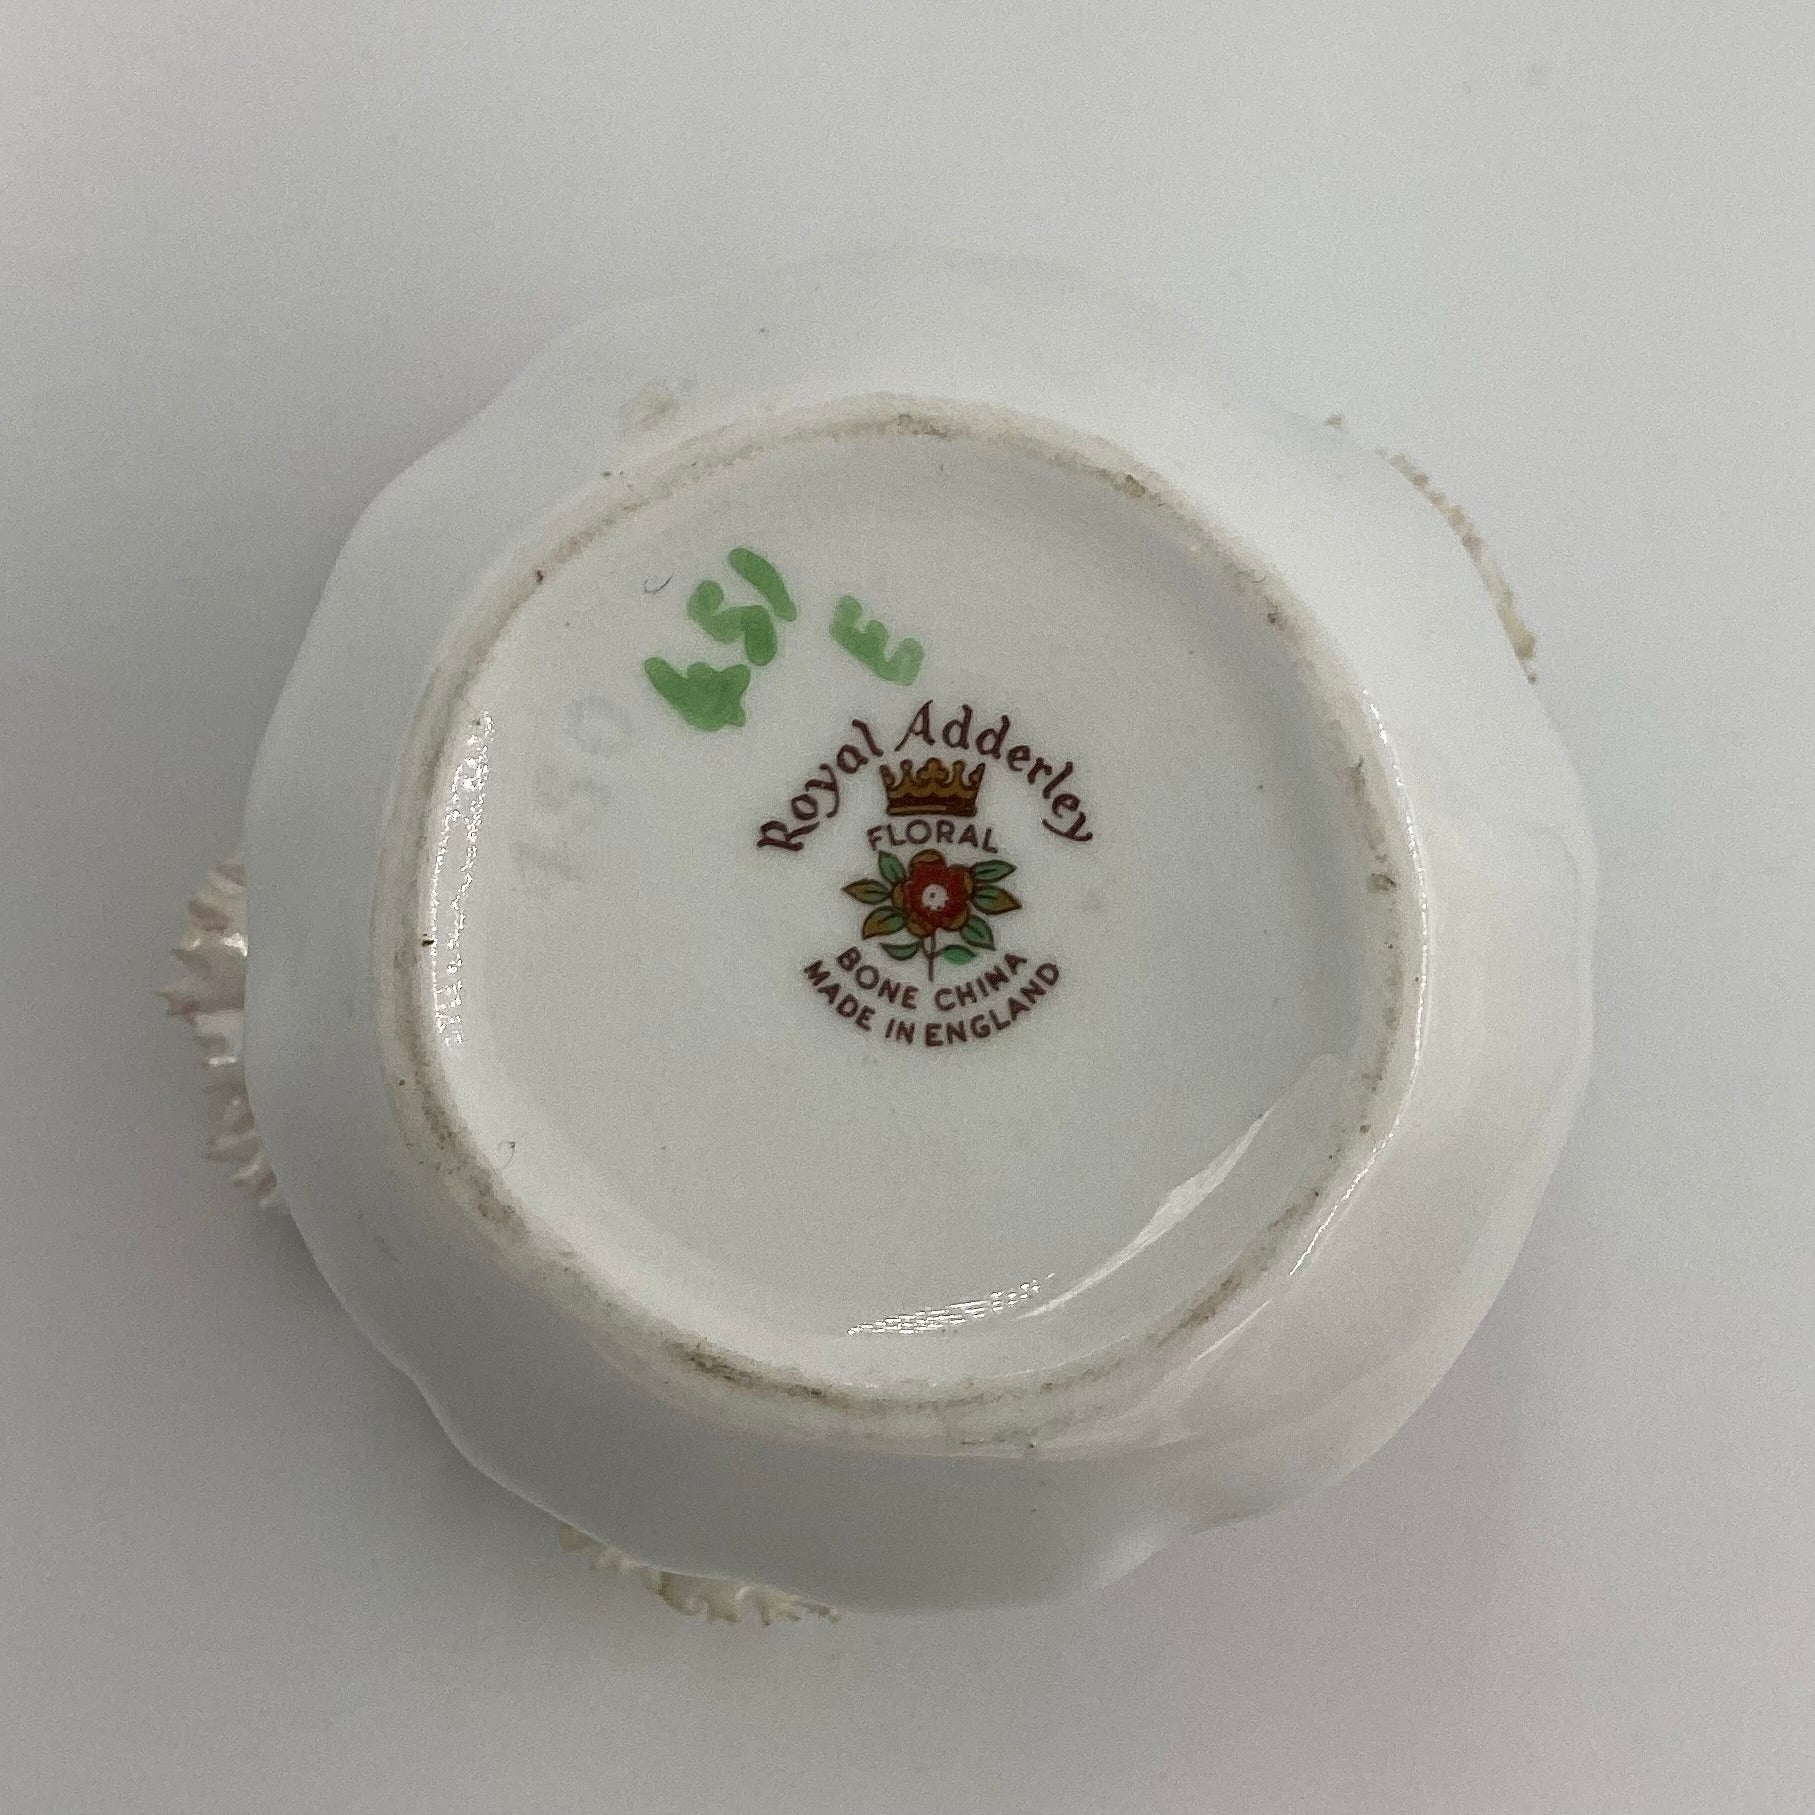 Royal Adderley
FLORAL
BONE CHINA
MADE IN ENGLAND
E